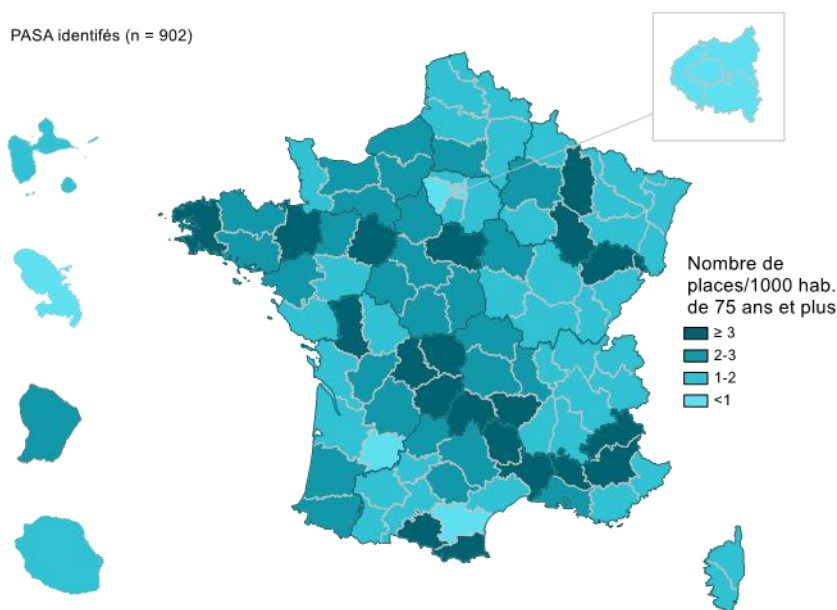 PASA identifés (n = 902)
Nombre de
places/1000 hab.
de 75 ans et plus
≥ 3
2-3
1-2
<1